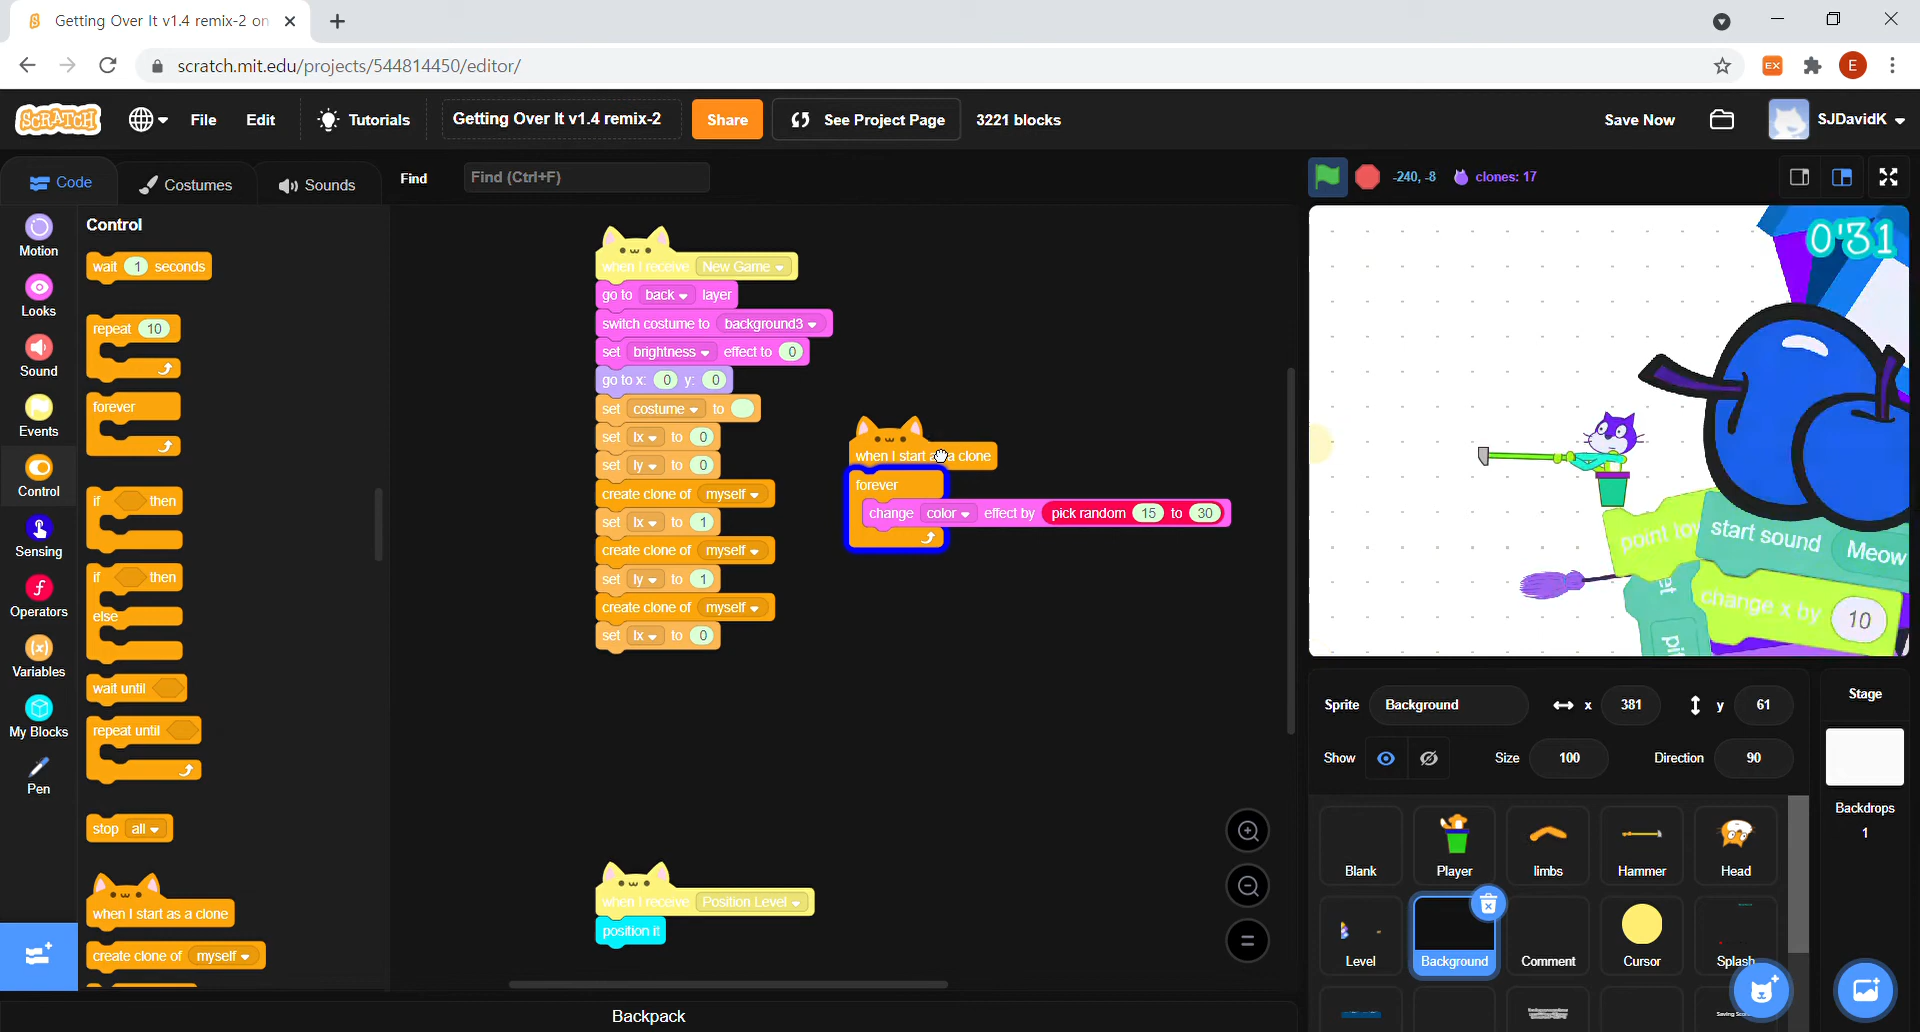 Getting Over It v1.4 remix-2 on
scratch.mit.edu/projects/544814450/editor/
EX
E
SCRATCH
File
Edit
Tutorials
Getting Over It v1.4 remix-2
Share
See Project Page
3221 blocks
Save Now
SJDavidK
Code
Costumes
Sounds
Find
Find (Ctrl+F)
-240, -8
clones: 17
Motion
Looks
Sound
Events
Control
Sensing
Operators
Variables
My Blocks
Pen
Control
wait 1 seconds
repeat 10
forever
if then
if then
else
wait until
repeat until
stop all
when I start as a clone
create clone of myself
when I receive New Game
go to back layer
switch costume to background3
set brightness effect to 0
go to x: 0 y: 0
set costume to
set lx to 0
set ly to 0
create clone of myself
set lx to 1
create clone of myself
set ly to 1
create clone of myself
set lx to 0
when I start a a clone
forever
change color effect by pick random 15 to 30
when I receive Position Level
position it
Backpack
0'31
point tow
start sound Meow
change x by 10
Sprite Background x 381 y 61
Show Size 100 Direction 90
Blank
Player
limbs
Hammer
Head
Level
Background
Comment
Cursor
Splash
Stage
Backdrops
1